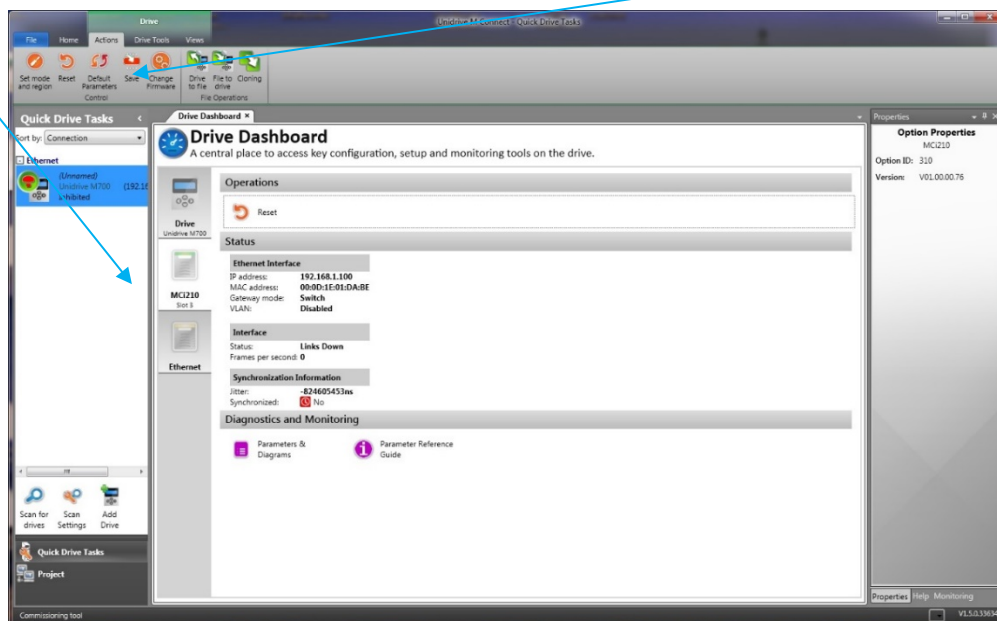 Drive
Unidrive M Connect - Quick Drive Tasks
File Home Actions Drive Tools Views
Set mode and region
Reset
Default Parameters
Save
Change Firmware
Drive to file
File to drive
Cloning
Control
File Operations
Quick Drive Tasks
Sort by: Connection
Ethernet
(Unnamed)
Unidrive M700 (192.16
Inhibited
Scan for drives
Scan Settings
Add Drive
Quick Drive Tasks
Project
Drive Dashboard
Drive Dashboard
A central place to access key configuration, setup and monitoring tools on the drive.
Drive
Unidrive M700
MCi210
Slot 3
Ethernet
Operations
Reset
Status
Ethernet Interface
IP address: 192.168.1.100
MAC address: 00:0D:1E:01:DA:BE
Gateway mode: Switch
VLAN: Disabled
Interface
Status: Links Down
Frames per second: 0
Synchronization Information
Jitter: -824605453ns
Synchronized: No
Diagnostics and Monitoring
Parameters & Diagrams
Parameter Reference Guide
Properties
Option Properties
MCi210
Option ID: 310
Version: V01.00.00.76
Properties Help Monitoring
Commissioning tool
V1.5.0.33634